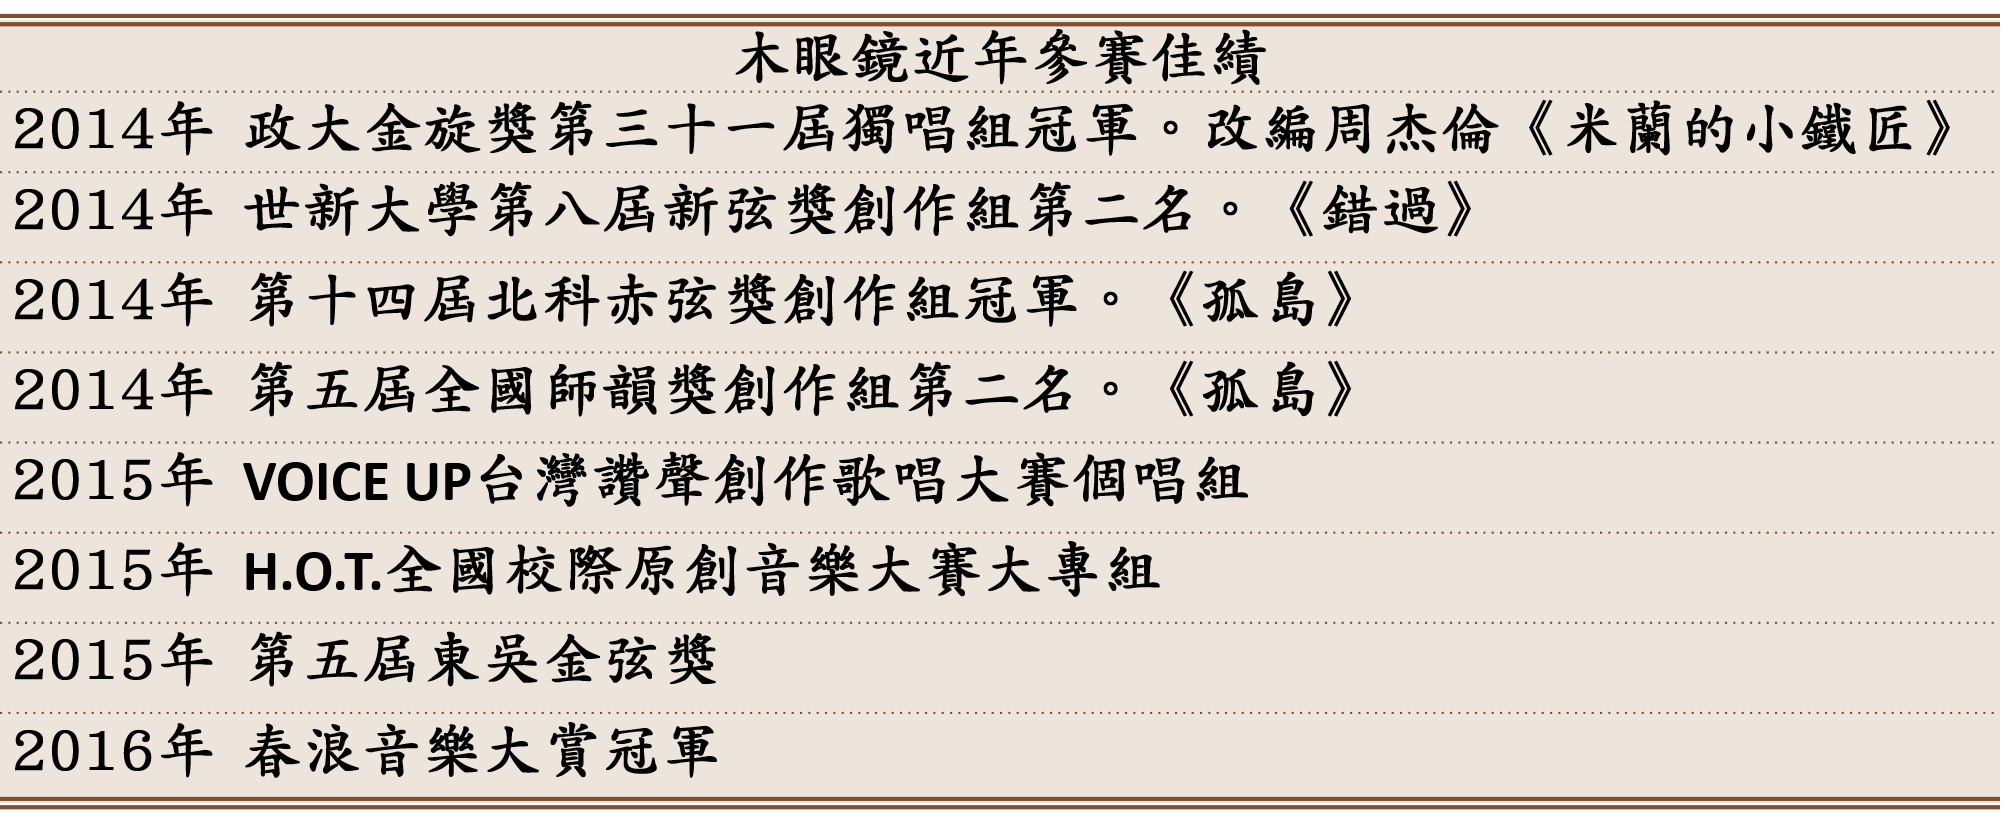 木眼鏡近年參賽佳績
2014年 政大金旋獎第三十一屆獨唱組冠軍。改編周杰倫《米蘭的小鐵匠》
2014年 世新大學第八屆新弦獎創作組第二名。《錯過》
2014年 第十四屆北科赤弦獎創作組冠軍。《孤島》
2014年 第五屆全國師韻獎創作組第二名。《孤島》
2015年 VOICE UP台灣讚聲創作歌唱大賽個唱組
2015年 H.O.T.全國校際原創音樂大賽大專組
2015年 第五屆東吳金弦獎
2016年 春浪音樂大賞冠軍